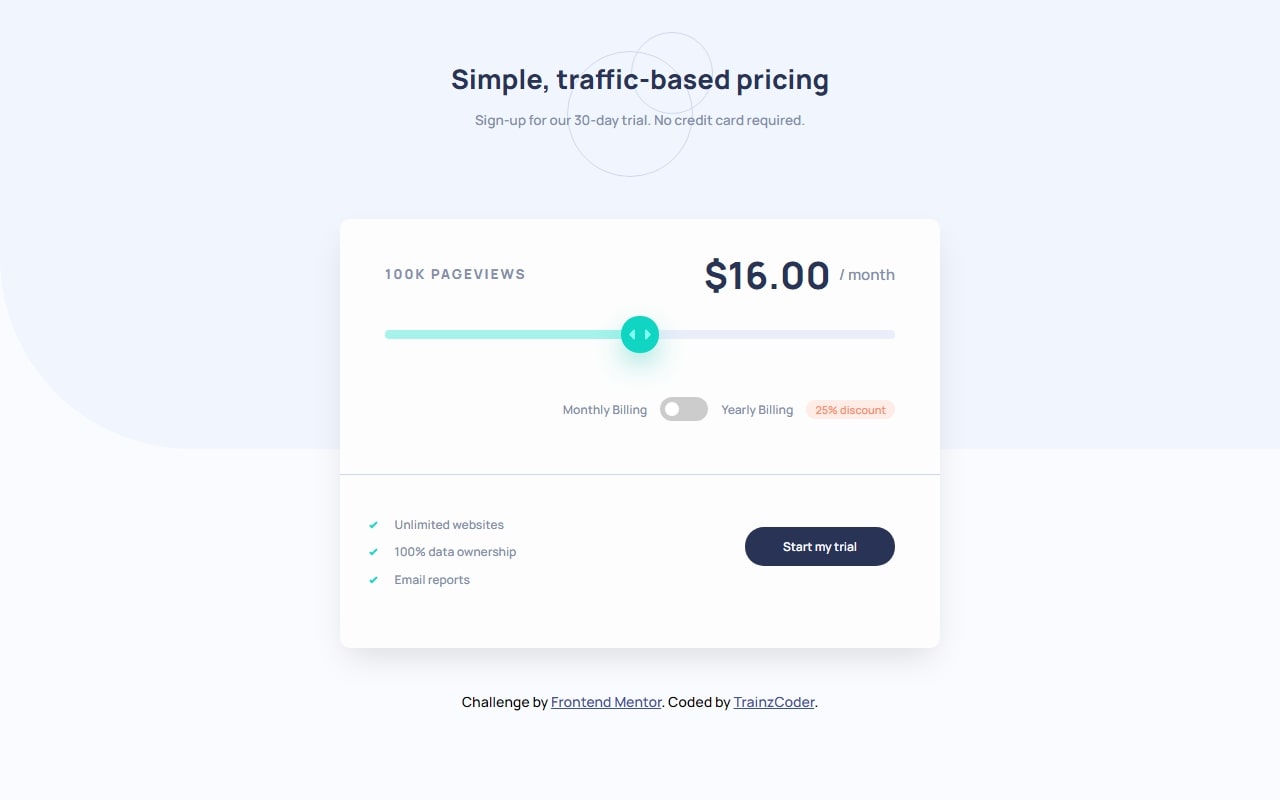 Simple, traffic-based pricing
Sign-up for our 30-day trial. No credit card required.
100K PAGEVIEWS
$16.00 / month
Monthly Billing
Yearly Billing
25% discount
Unlimited websites
100% data ownership
Email reports
Start my trial
Challenge by Frontend Mentor. Coded by TrainzCoder.